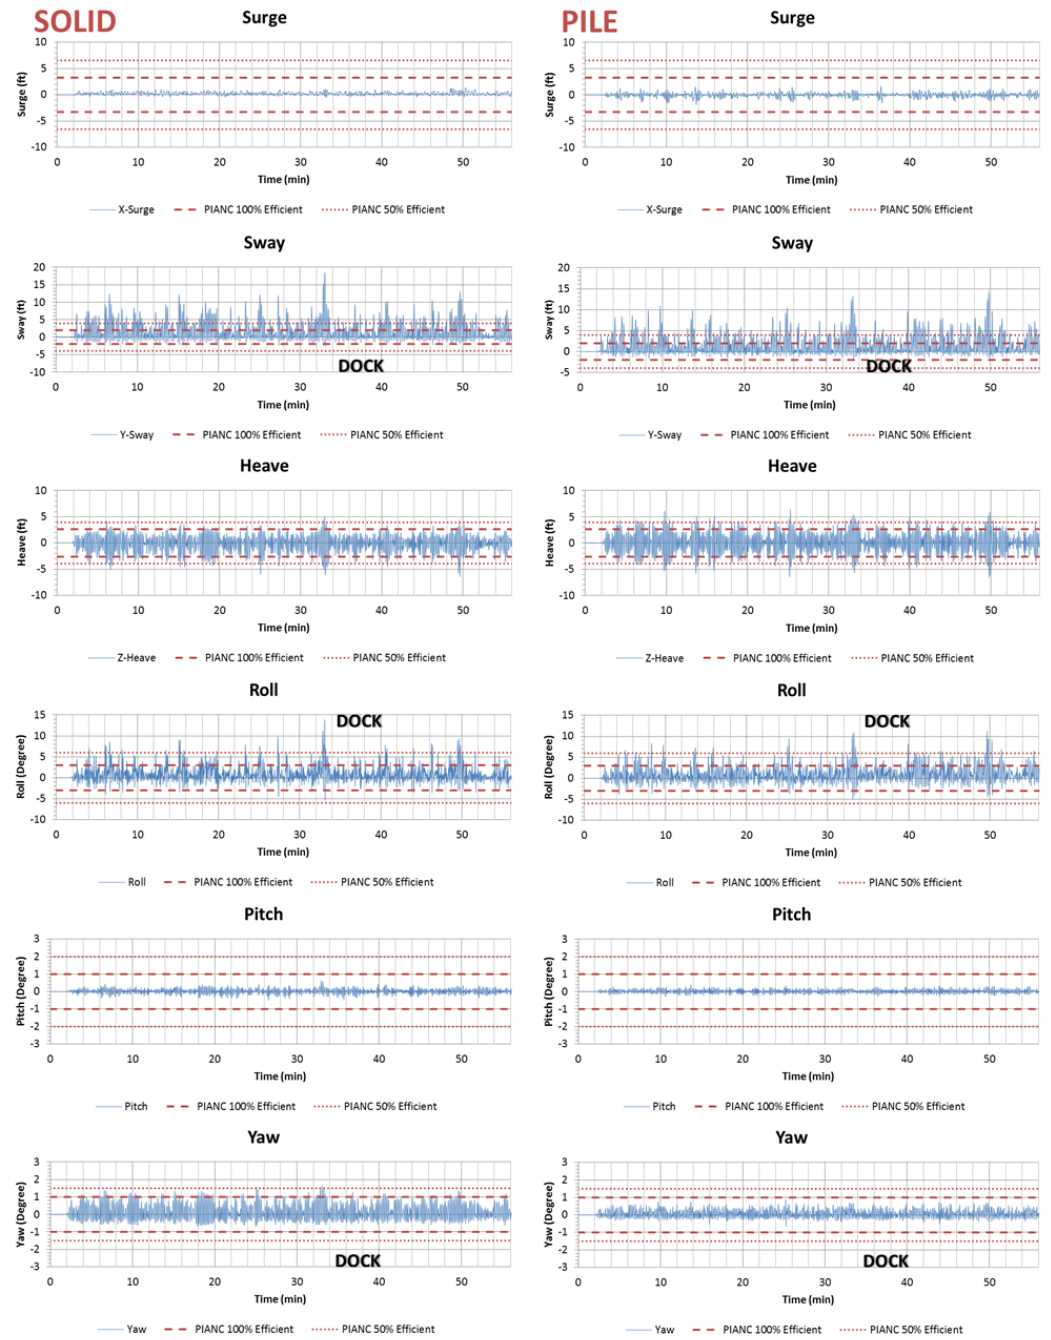 SOLID
Surge
Surge (ft)
10
5
0
-5
-10
0 10 20 30 40 50
Time (min)
X-Surge PIANC 100% Efficient PIANC 50% Efficient
Sway
Sway (ft)
20
15
10
5
0
-5
-10
DOCK
0 10 20 30 40 50
Time (min)
Y-Sway PIANC 100% Efficient PIANC 50% Efficient
Heave
Heave (ft)
10
5
0
-5
-10
0 10 20 30 40 50
Time (min)
Z-Heave PIANC 100% Efficient PIANC 50% Efficient
Roll
Roll (Degree)
15
10
5
0
-5
-10
DOCK
0 10 20 30 40 50
Time (min)
Roll PIANC 100% Efficient PIANC 50% Efficient
Pitch
Pitch (Degree)
3
2
1
0
-1
-2
-3
0 10 20 30 40 50
Time (min)
Pitch PIANC 100% Efficient PIANC 50% Efficient
Yaw
Yaw (Degree)
3
2
1
0
-1
-2
-3
DOCK
0 10 20 30 40 50
Time (min)
Yaw PIANC 100% Efficient PIANC 50% Efficient
PILE
Surge
Surge (ft)
10
5
0
-5
-10
0 10 20 30 40 50
Time (min)
X-Surge PIANC 100% Efficient PIANC 50% Efficient
Sway
Sway (ft)
20
15
10
5
0
-5
DOCK
0 10 20 30 40 50
Time (min)
Y-Sway PIANC 100% Efficient PIANC 50% Efficient
Heave
Heave (ft)
10
5
0
-5
-10
0 10 20 30 40 50
Time (min)
Z-Heave PIANC 100% Efficient PIANC 50% Efficient
Roll
Roll (Degree)
15
10
5
0
-5
-10
DOCK
0 10 20 30 40 50
Time (min)
Roll PIANC 100% Efficient PIANC 50% Efficient
Pitch
Pitch (Degree)
3
2
1
0
-1
-2
-3
0 10 20 30 40 50
Time (min)
Pitch PIANC 100% Efficient PIANC 50% Efficient
Yaw
Yaw (Degree)
3
2
1
0
-1
-2
-3
DOCK
0 10 20 30 40 50
Time (min)
Yaw PIANC 100% Efficient PIANC 50% Efficient